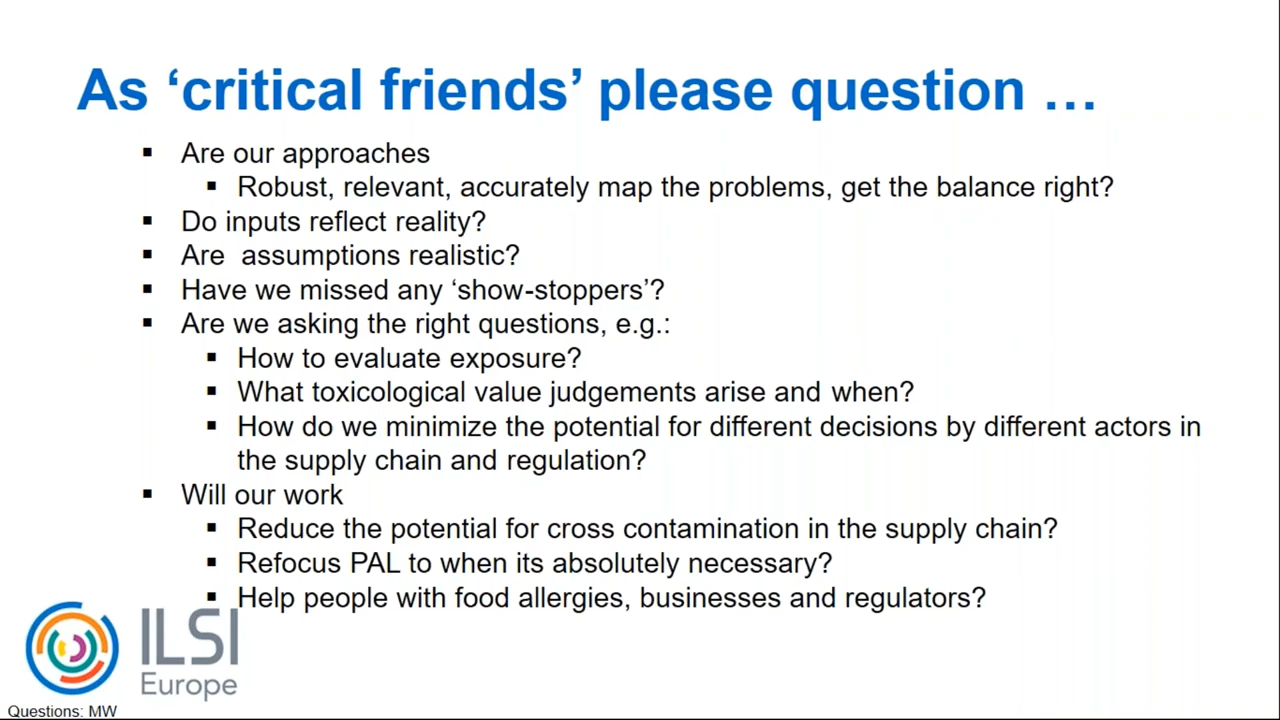 As ‘critical friends’ please question …
Are our approaches
Robust, relevant, accurately map the problems, get the balance right?
Do inputs reflect reality?
Are  assumptions realistic?
Have we missed any ‘show-stoppers’?
Are we asking the right questions, e.g.:
How to evaluate exposure?
What toxicological value judgements arise and when?
How do we minimize the potential for different decisions by different actors in
the supply chain and regulation?
Will our work
Reduce the potential for cross contamination in the supply chain?
Refocus PAL to when its absolutely necessary?
Help people with food allergies, businesses and regulators?
ILSI
Europe
Questions: MW